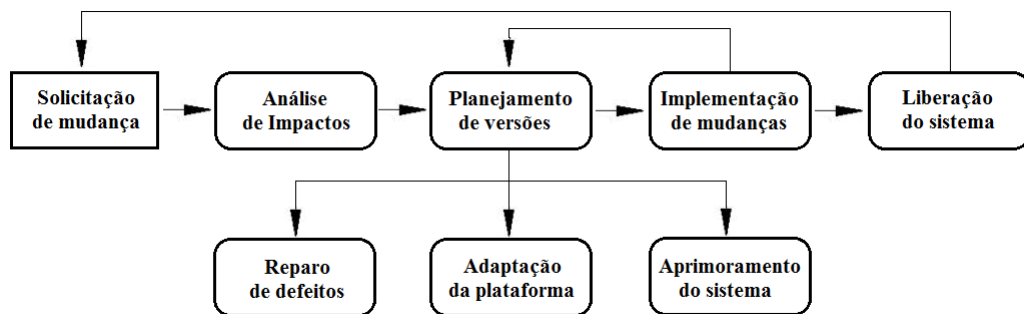 Solicitação
de mudança
Análise
de Impactos
Planejamento
de versões
Implementação
de mudanças
Liberação
do sistema
Reparo
de defeitos
Adaptação
da plataforma
Aprimoramento
do sistema